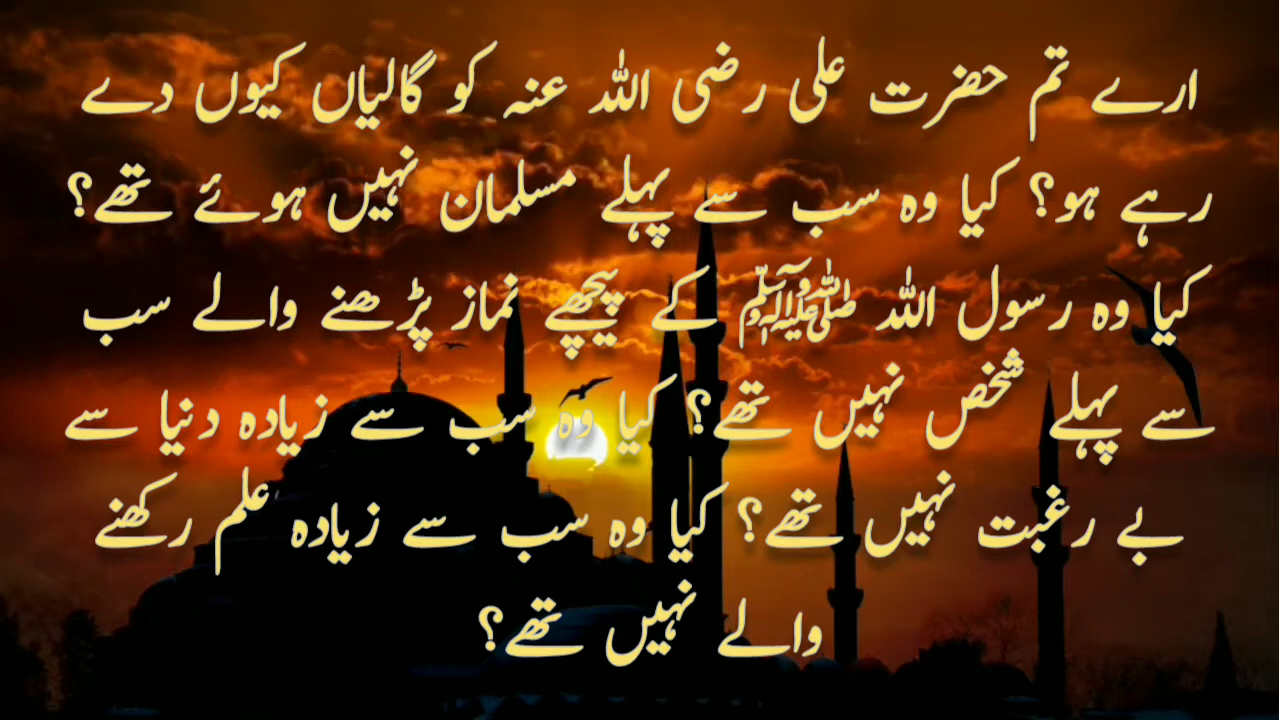 ارے تم حضرت علی رضی اللہ عنہ کو گالیاں کیوں دے
رہے ہو؟ کیا وہ سب سے پہلے مسلمان نہیں ہوئے تھے؟
کیا وہ رسول اللہ ﷺ کے پیچھے نماز پڑھنے والے سب
سے پہلے شخص نہیں تھے؟ کیا وہ سب سے زیادہ دنیا سے
بے رغبت نہیں تھے؟ کیا وہ سب سے زیادہ علم رکھنے
والے نہیں تھے؟